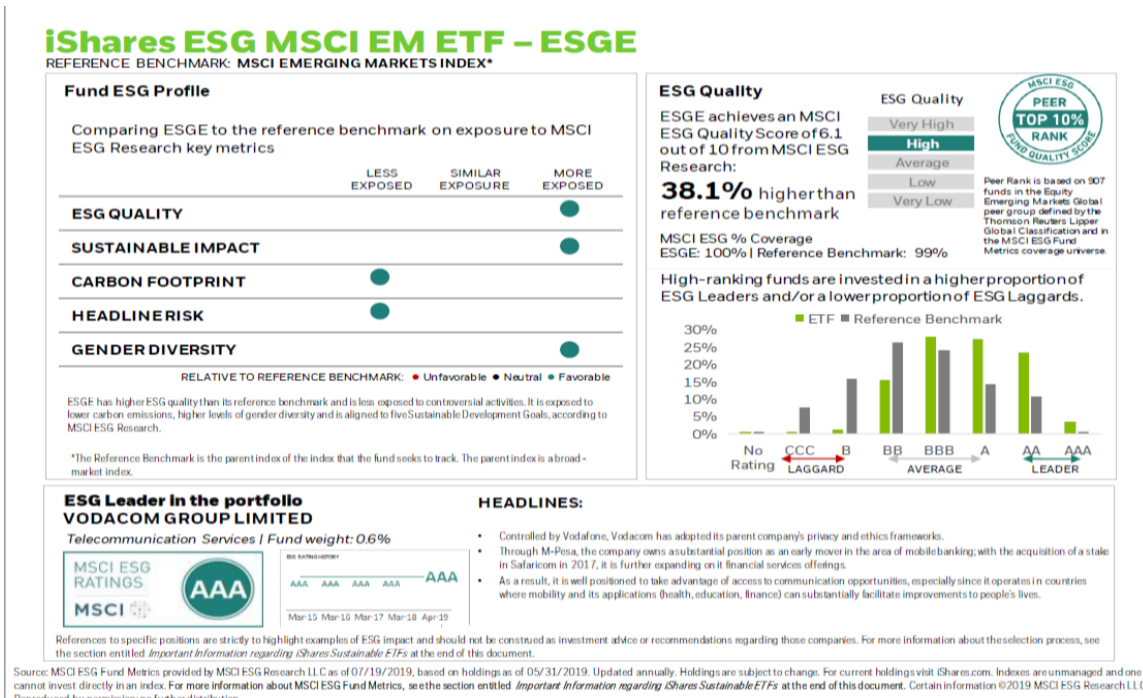 iShares ESG MSCI EM ETF – ESGE
REFERENCE BENCHMARK: MSCI EMERGING MARKETS INDEX*
Fund ESG Profile
Comparing ESGE to the reference benchmark on exposure to MSCI
ESG Research key metrics
LESS EXPOSED
SIMILAR EXPOSURE
MORE EXPOSED
ESG QUALITY
SUSTAINABLE IMPACT
CARBON FOOTPRINT
HEADLINE RISK
GENDER DIVERSITY
RELATIVE TO REFERENCE BENCHMARK: Unfavorable Neutral Favorable
ESGE has higher ESG quality than its reference benchmark and is less exposed to controversial activities. It is exposed to
lower carbon emissions, higher levels of gender diversity and is aligned to five Sustainable Development Goals, according to
MSCI ESG Research.
*The Reference Benchmark is the parent index of the index that the fund seeks to track. The parent index is a broad-
market index.
ESG Quality
ESGE achieves an MSCI
ESG Quality Score of 6.1
out of 10 from MSCI ESG
Research:
38.1% higher than
reference benchmark
MSCI ESG % Coverage
ESGE: 100% | Reference Benchmark: 99%
ESG Quality
Very High
High
Average
Low
Very Low
MSCI ESG
PEER
TOP 10%
RANK
FUND QUALITY SCORE
Peer Rank is based on 907
funds in the Equity
Emerging Markets Global
peer group defined by the
Thomson Reuters Lipper
Global Classification and in
the MSCI ESG Fund
Metrics coverage universe.
High-ranking funds are invested in a higher proportion of
ESG Leaders and/or a lower proportion of ESG Laggards.
ETF Reference Benchmark
30%
25%
20%
15%
10%
5%
0%
No Rating
CCC B BB BBB A AA AAA
LAGGARD AVERAGE LEADER
ESG Leader in the portfolio
VODACOM GROUP LIMITED
Telecommunication Services | Fund weight: 0.6%
MSCI ESG
RATINGS
MSCI
AAA
ESG RATING HISTORY
AAA AAA AAA AAA AAA
Mar-15 Mar-16 Mar-17 Mar-18 Apr-19
HEADLINES:
• Controlled by Vodafone, Vodacom has adopted its parent company's privacy and ethics frameworks.
• Through M-Pesa, the company owns a substantial position as an early mover in the area of mobile banking; with the acquisition of a stake
in Safaricom in 2017, it is further expanding on it financial services offerings.
• As a result, it is well positioned to take advantage of access to communication opportunities, especially since it operates in countries
where mobility and its applications (health, education, finance) can substantially facilitate improvements to people's lives.
References to specific positions are strictly to highlight examples of ESG impact and should not be construed as investment advice or recommendations regarding those companies. For more information about the selection process, see
the section entitled Important Information regarding iShares Sustainable ETFs at the end of this document.
Source: MSCI ESG Fund Metrics provided by MSCI ESG Research LLC as of 07/19/2019, based on holdings as of 05/31/2019. Updated annually. Holdings are subject to change. For current holdings visit iShares.com. Indexes are unmanaged and one
cannot invest directly in an index. For more information about MSCI ESG Fund Metrics, see the section entitled Important Information regarding iShares Sustainable ETFs at the end of this document. Certain information ©2019 MSCI ESG Research LL